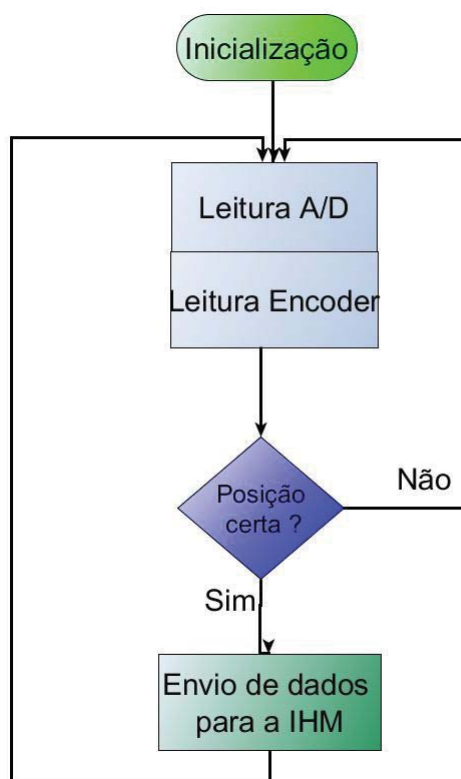 Inicialização
Leitura A/D
Leitura Encoder
Posição
certa ?
Não
Sim
Envio de dados
para a IHM